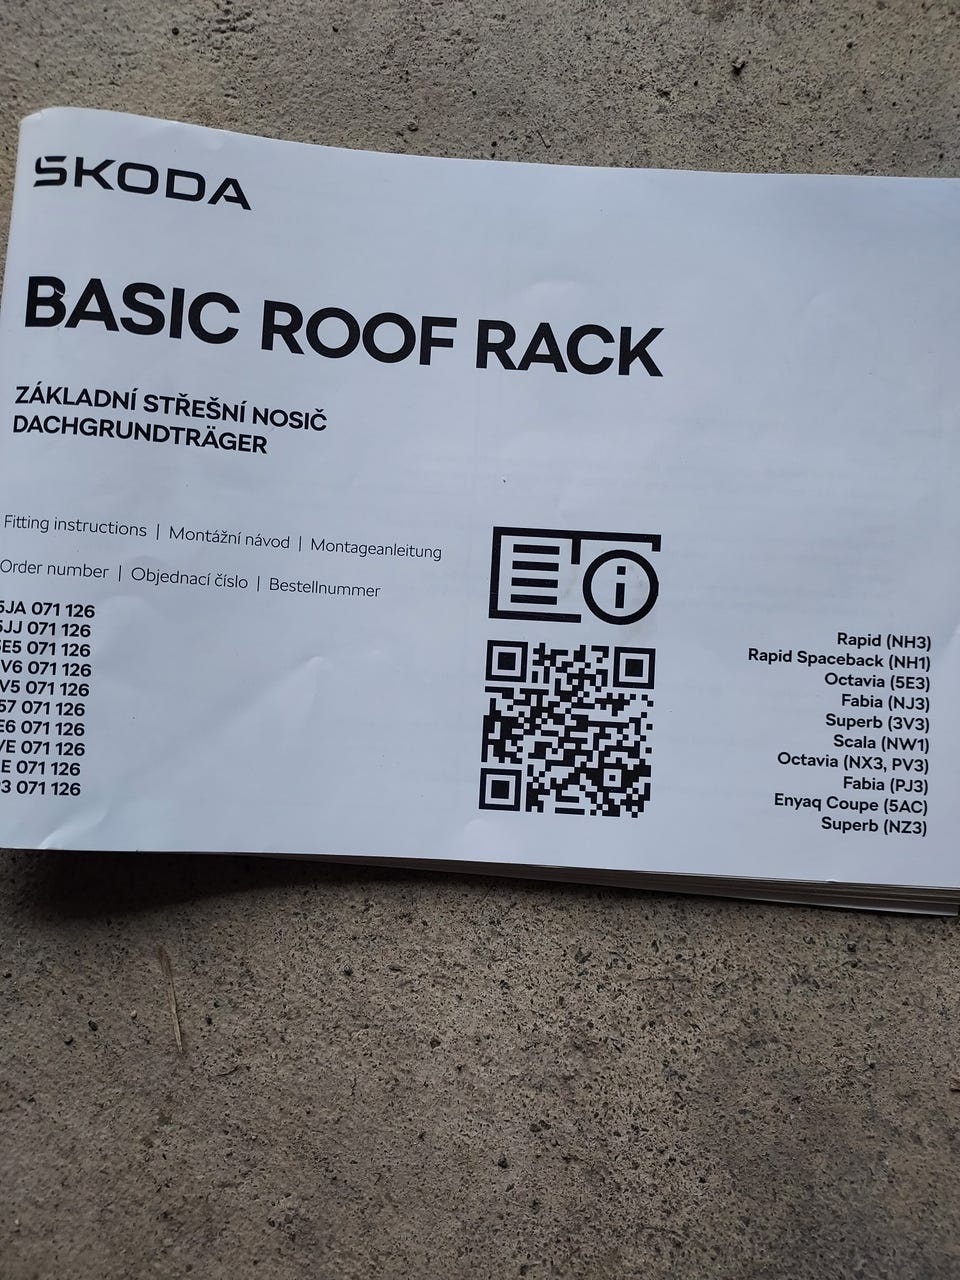 ŠKODA
BASIC ROOF RACK
ZÁKLADNÍ STŘEŠNÍ NOSIČ
DACHGRUNDTRÄGER
Fitting instructions | Montážní návod | Montageanleitung
Order number | Objednací číslo | Bestellnummer
5JA 071 126
5JJ 071 126
5E5 071 126
V6 071 126
V5 071 126
57 071 126
E6 071 126
VE 071 126
E 071 126
3 071 126
Rapid (NH3)
Rapid Spaceback (NH1)
Octavia (5E3)
Fabia (NJ3)
Superb (3V3)
Scala (NW1)
Octavia (NX3, PV3)
Fabia (PJ3)
Enyaq Coupe (5AC)
Superb (NZ3)